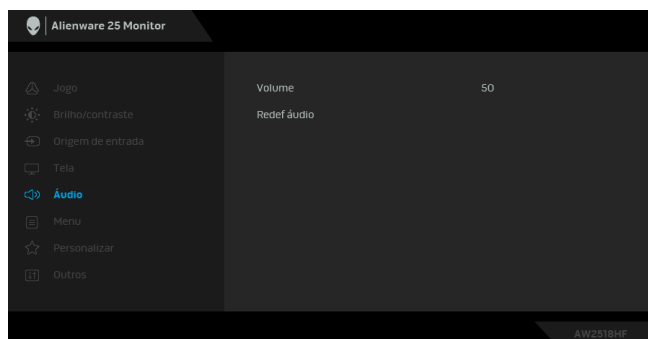 Alienware 25 Monitor
Jogo
Brilho/contraste
Origem de entrada
Tela
Áudio
Menu
Personalizar
Outros
Volume 50
Redef áudio
AW2518HF